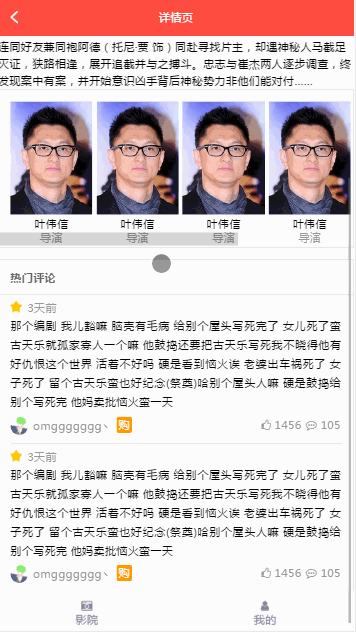 详情页
连同好友兼同袍阿德（托尼·贾 饰）同赴寻找片主，却遇神秘人马截足
灭证，狭路相逢，展开追截并与之搏斗。忠志与崔杰两人逐步调查，终
发现案中有案，并开始意识凶手背后神秘势力非他们能对付......
叶伟信 叶伟信 叶伟信 叶伟信
导演 导演 导演 导演
热门评论
3天前
那个编剧 我儿豁嘛 脑壳有毛病 给别个屋头写死完了 女儿死了蛮
古天乐就孤家寡人一个嘛 他鼓捣还要把古天乐写死我不晓得他有
好仇恨这个世界 活着不好吗 硬是看到恼火诶 老婆出车祸死了 女
子死了 留个古天乐蛮也好纪念(祭奠)哈别个屋头人嘛 硬是鼓捣给
别个写死完 他妈卖批恼火蛮一天
omggggggg丶 购 1456 105
3天前
那个编剧 我儿豁嘛 脑壳有毛病 给别个屋头写死完了 女儿死了蛮
古天乐就孤家寡人一个嘛 他鼓捣还要把古天乐写死我不晓得他有
好仇恨这个世界 活着不好吗 硬是看到恼火诶 老婆出车祸死了 女
子死了 留个古天乐蛮也好纪念(祭奠)哈别个屋头人嘛 硬是鼓捣给
别个写死完 他妈卖批恼火蛮一天
omggggggg丶 购 1456 105
影院 我的